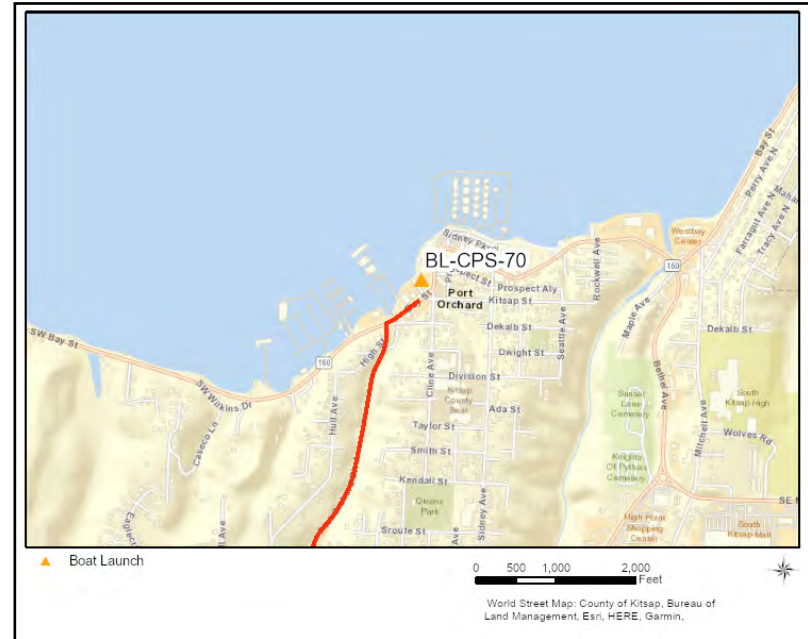 Bay St
Perry Ave N
Farragut Ave N
Tracy Ave N
Westbay
Center
160
Rockwell Ave
BL-CPS-70
Port
Orchard
Prospect Aly
Kitsap St
Dekalb St
Seattle Ave
Maple Ave
Dekalb St
SW Bay St
160
High St
Dwight St
Division St
Cline Ave
Kitsap
County
Seat
Ada St
Taylor St
Smith St
Kendall St
Givens
Park
Sidney Ave
Sroufe St
Ave
SW Wilkins Dr
Caseco Ln
Hull Ave
Bethel Ave
Mitchell Ave
Sunset
Lane
Cemetery
Knights
Of Pythias
Cemetery
South
Kitsap-High
Wolves Rd
High Point
Shopping
Center
South
Kitsap-Mall
Boat Launch
0 500 1,000 2,000
Feet
World Street Map: County of Kitsap, Bureau of
Land Management, Esri, HERE, Garmin,